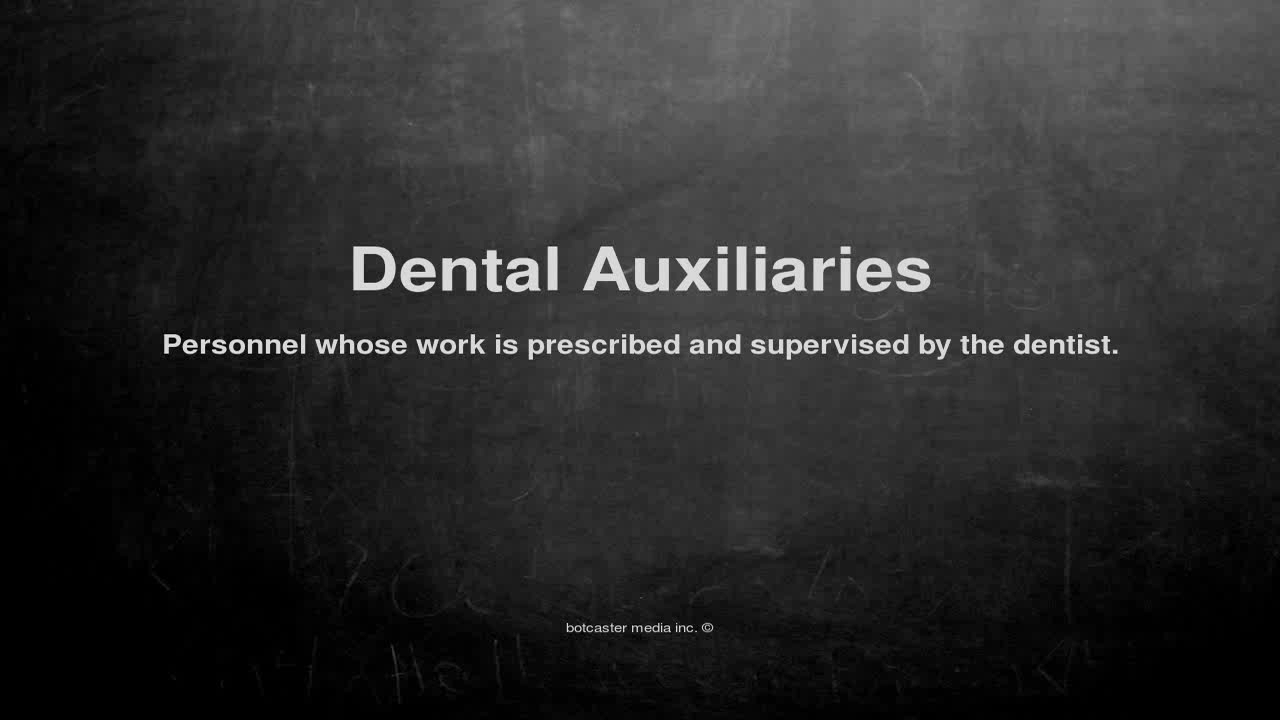 Dental Auxiliaries
Personnel whose work is prescribed and supervised by the dentist.
botcaster media inc. ©